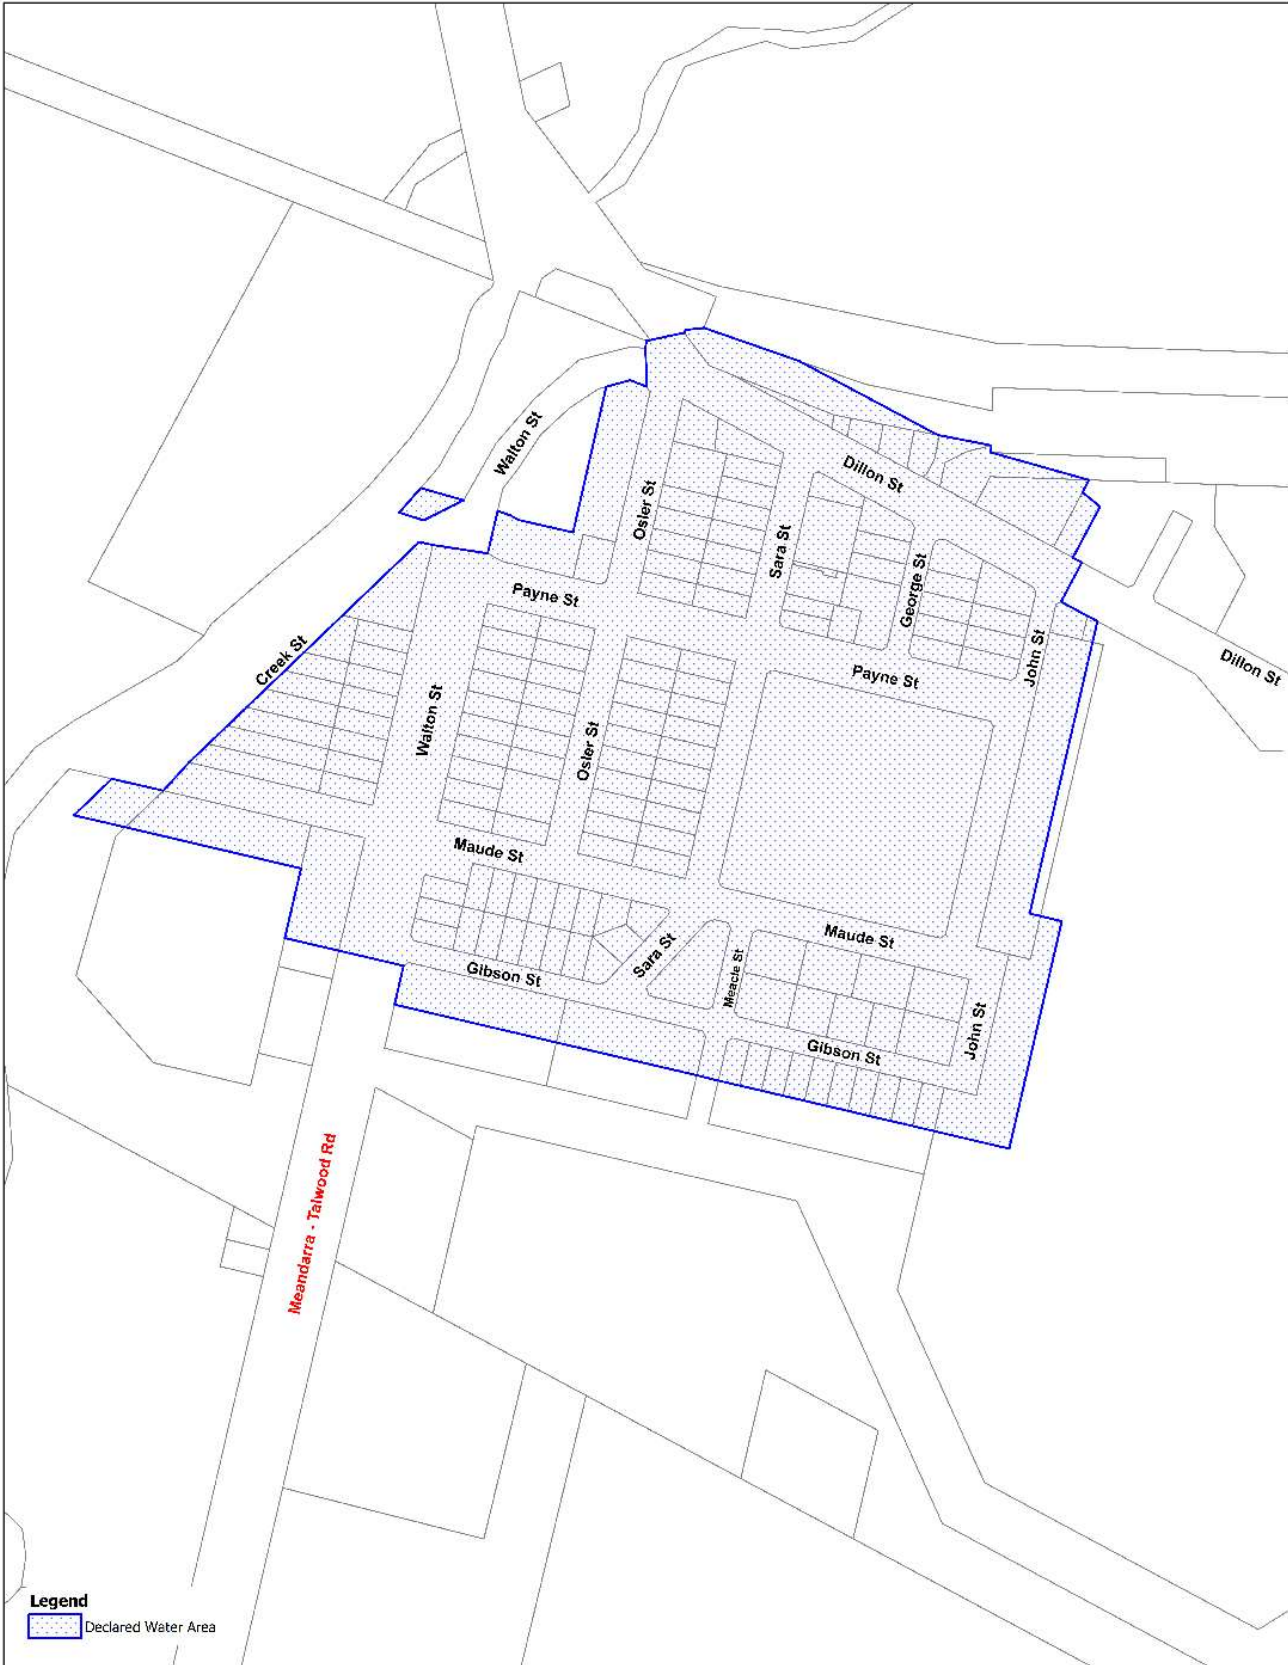 Walton St
Dillon St
Osler St
Sara St
George St
Payne St
Creek St
John St
Dillon St
Payne St
Walton St
Osler St
Maude St
Maude St
Sara St
Meacle St
Gibson St
John St
Gibson St
Meandarra - Talwood Rd
Legend
Declared Water Area